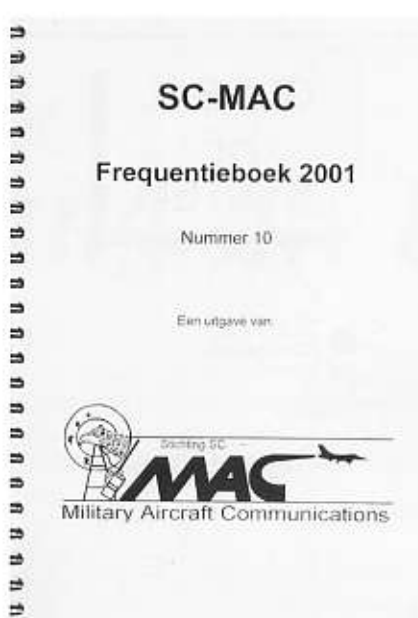 SC-MAC
Frequentieboek 2001
Nummer 10
Een uitgave van:
Stichting SC -
MAC
Military Aircraft Communications